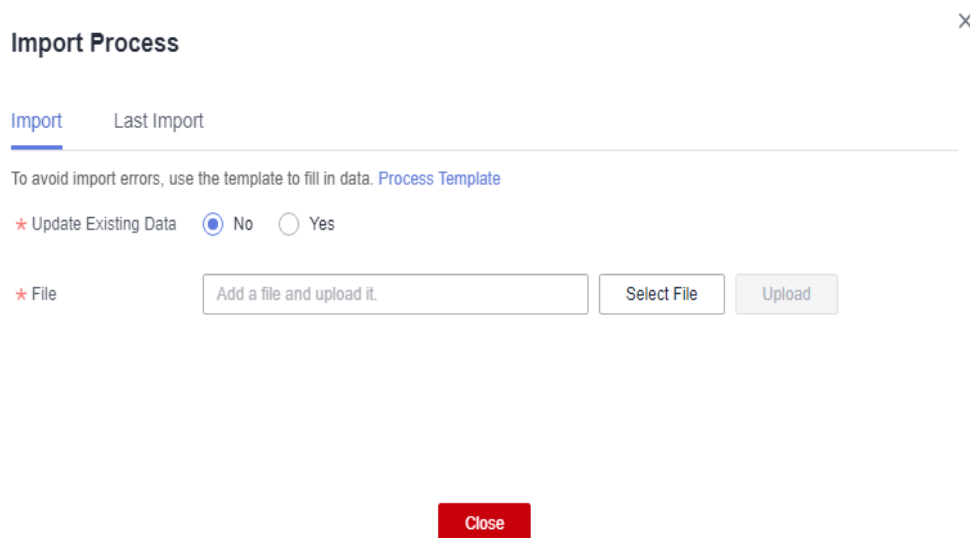 Import Process
Import Last Import
To avoid import errors, use the template to fill in data. Process Template
* Update Existing Data No Yes
* File Add a file and upload it. Select File Upload
Close